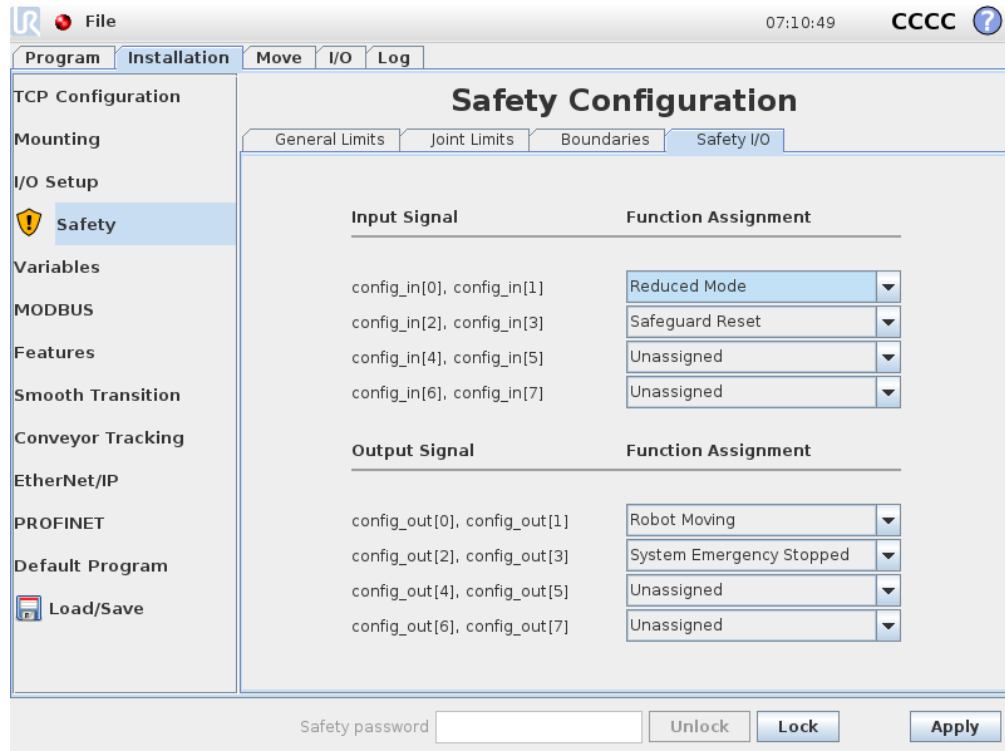 UR File 07:10:49 CCCC ?
Program Installation Move I/O Log
TCP Configuration
Mounting
I/O Setup
Safety
Variables
MODBUS
Features
Smooth Transition
Conveyor Tracking
EtherNet/IP
PROFINET
Default Program
Load/Save
Safety Configuration
General Limits Joint Limits Boundaries Safety I/O
Input Signal Function Assignment
config_in[0], config_in[1] Reduced Mode
config_in[2], config_in[3] Safeguard Reset
config_in[4], config_in[5] Unassigned
config_in[6], config_in[7] Unassigned
Output Signal Function Assignment
config_out[0], config_out[1] Robot Moving
config_out[2], config_out[3] System Emergency Stopped
config_out[4], config_out[5] Unassigned
config_out[6], config_out[7] Unassigned
Safety password Unlock Lock Apply